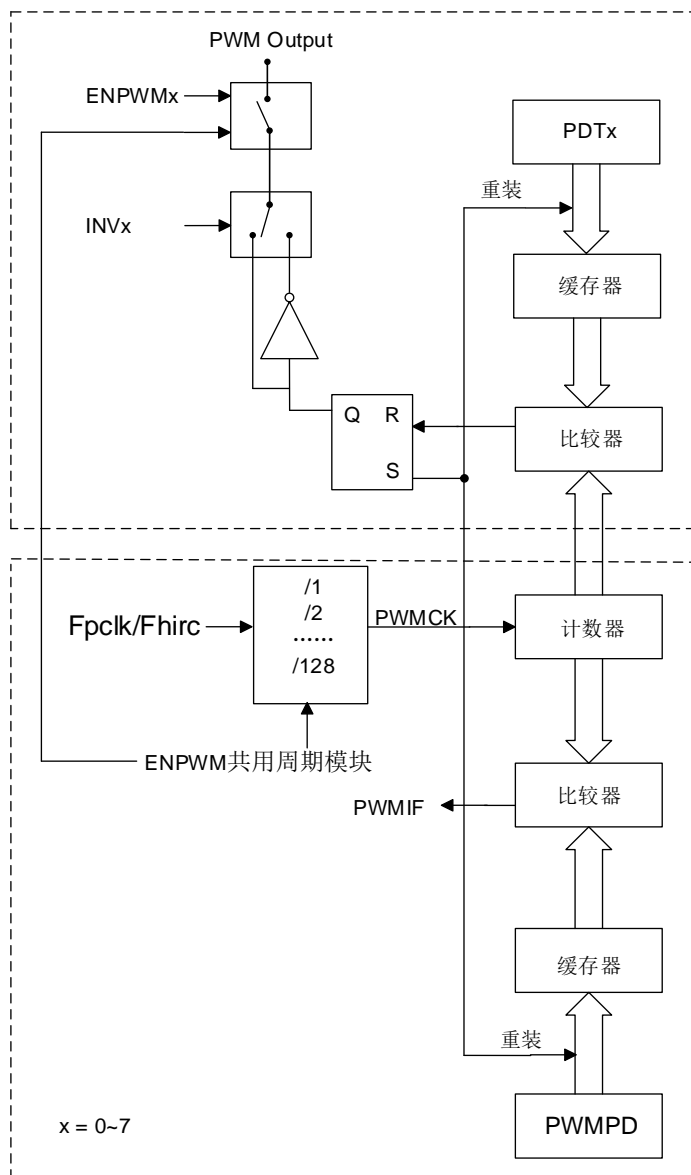 PWM Output
ENPWMx
PDTx
重装
INVx
缓存器
Q
R
S
比较器
/1
/2
......
/128
Fpclk/Fhirc
PWMCK
计数器
ENPWM共用周期模块
PWMIF
比较器
缓存器
重装
PWMPD
x = 0~7